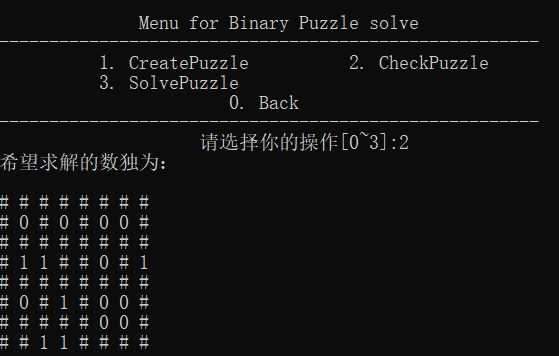 Menu for Binary Puzzle solve
------------------------------------------------------
1. CreatePuzzle 2. CheckPuzzle
3. SolvePuzzle
0. Back
------------------------------------------------------
请选择你的操作[0~3]:2
希望求解的数独为：
# # # # # # # #
# 0 # 0 # 0 0 #
# # # # # # # #
# 1 1 # # 0 # 1
# # # # # # # #
# 0 # 1 # 0 0 #
# # # # # 0 0 #
# # 1 1 # # # #